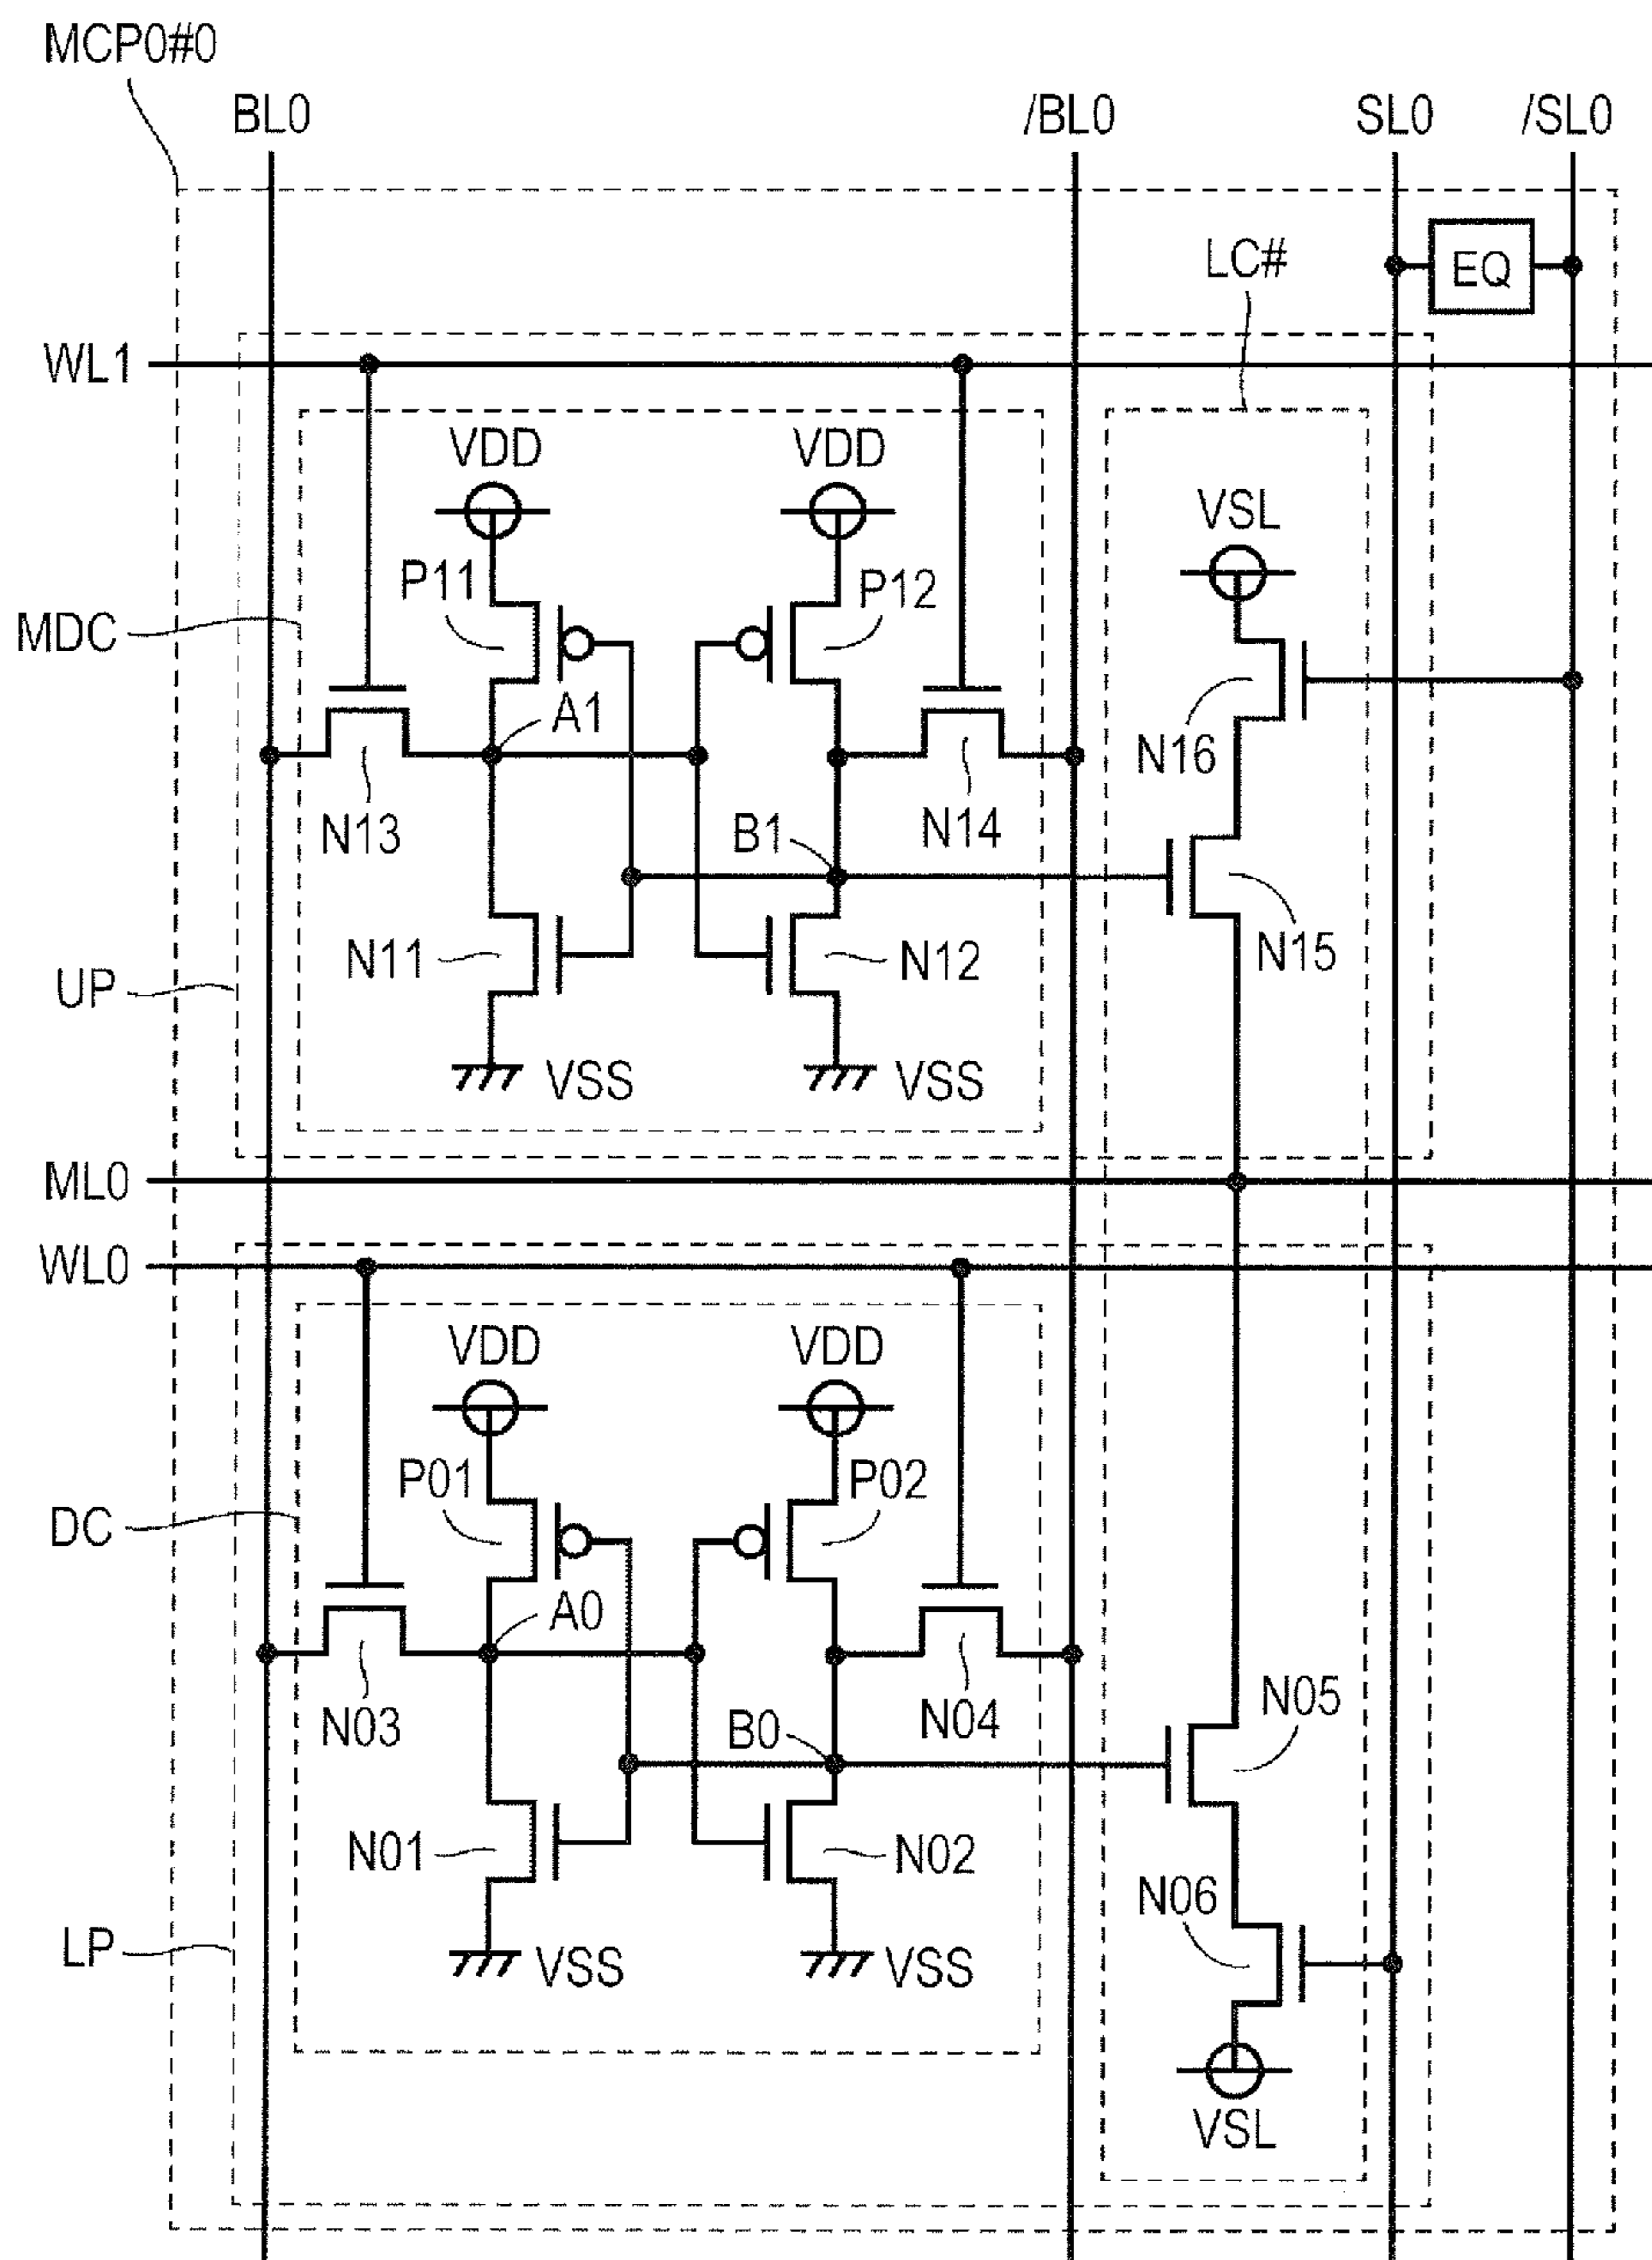 MCP0#0
BL0 /BL0 SL0 /SL0
LC# EQ
WL1
VDD VDD
VSL
P11 P12
MDC
A1
N16
N13 N14
B1
N11 N12 N15
UP
VSS VSS
ML0
WL0
VDD VDD
P01 P02
DC
A0
N03 N04 N05
B0
N01 N02
N06
LP
VSS VSS
VSL